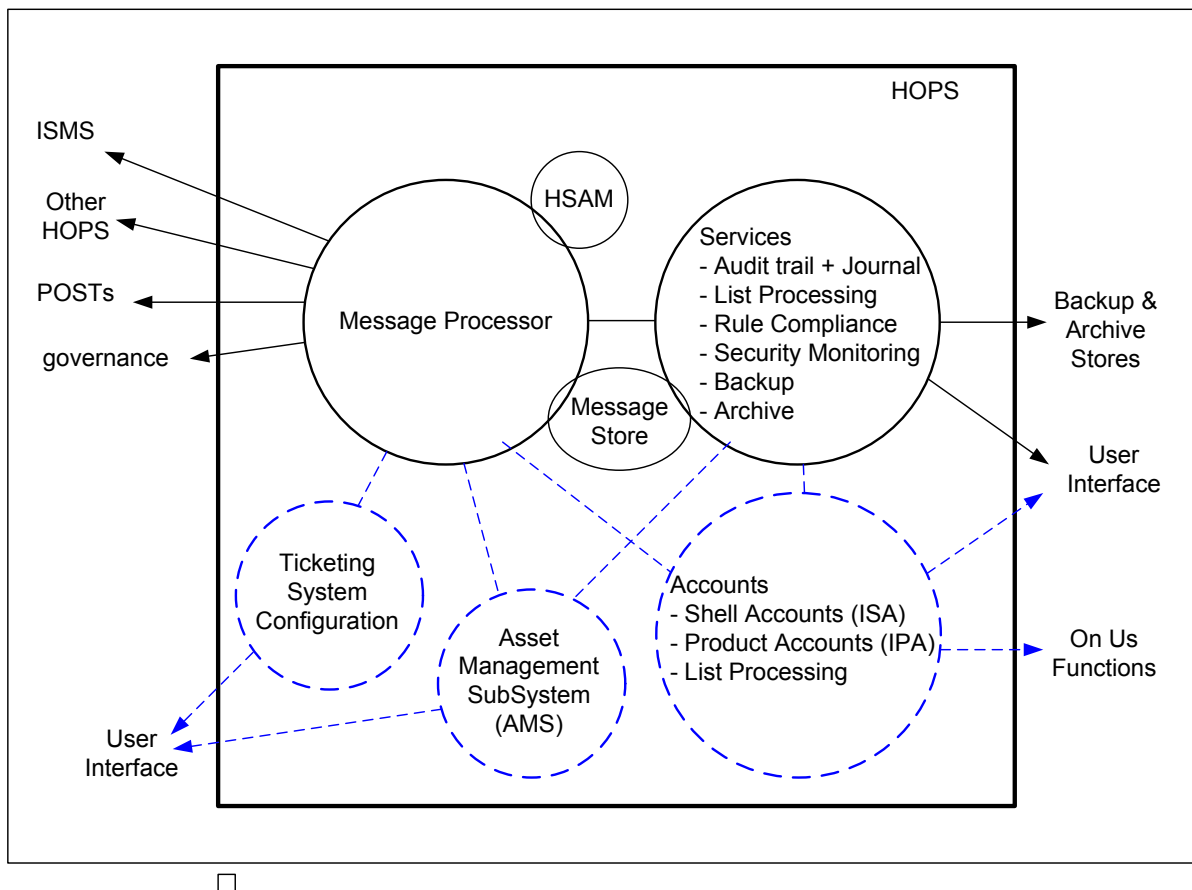 HOPS
ISMS
Other
HOPS
POSTs
governance
HSAM
Message Processor
Services
- Audit trail + Journal
- List Processing
- Rule Compliance
- Security Monitoring
- Backup
- Archive
Message
Store
Backup &
Archive
Stores
User
Interface
Ticketing
System
Configuration
Asset
Management
SubSystem
(AMS)
Accounts
- Shell Accounts (ISA)
- Product Accounts (IPA)
- List Processing
On Us
Functions
User
Interface